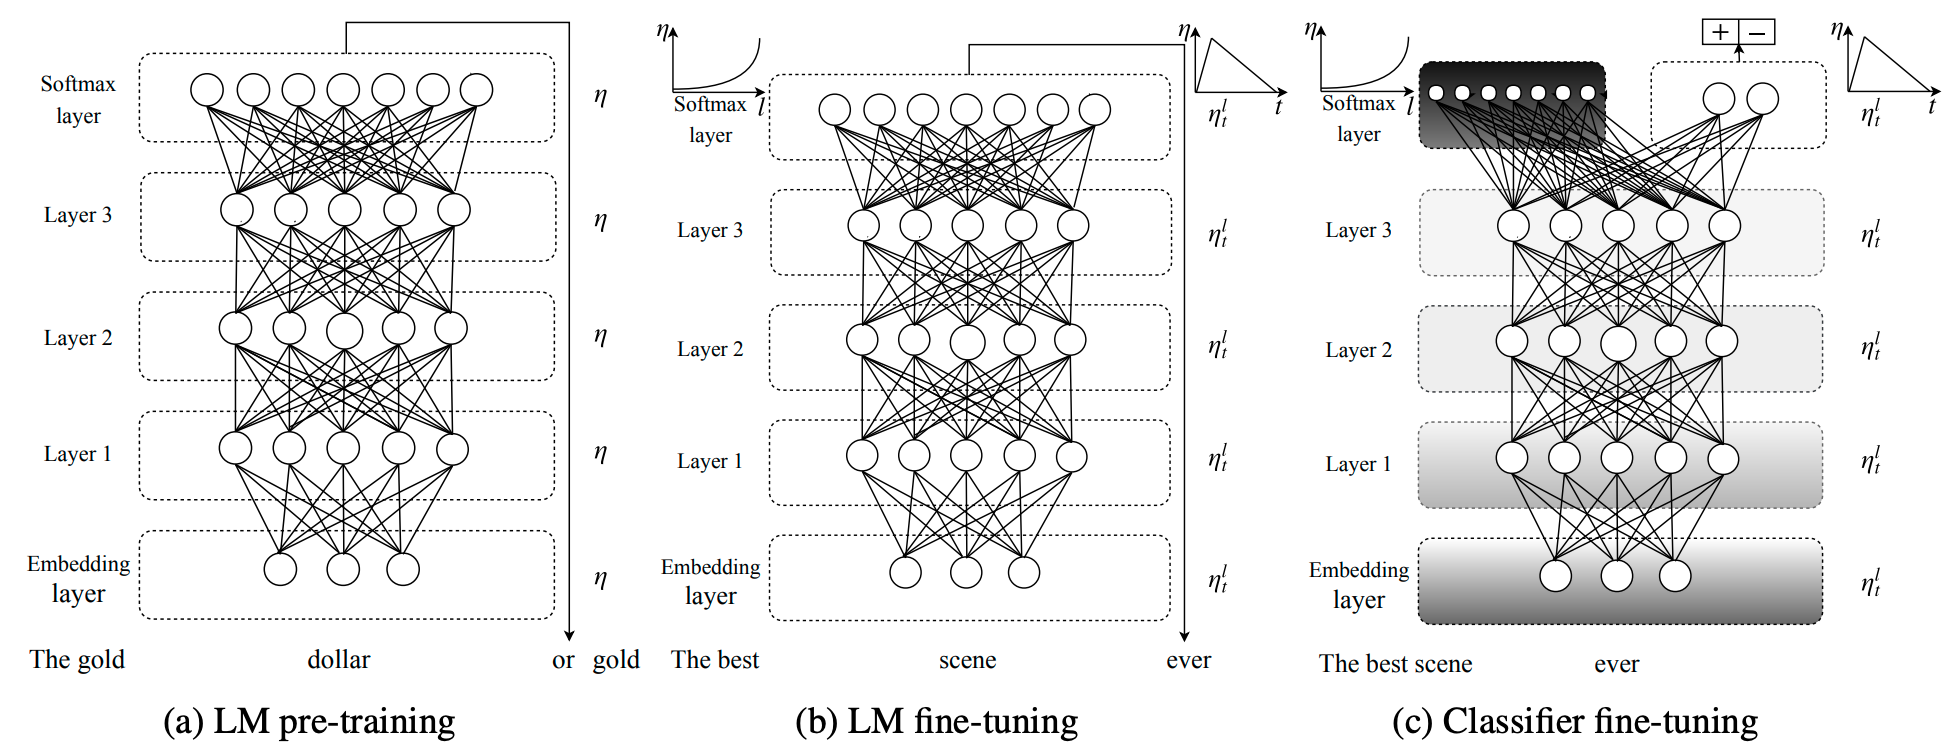 Softmax
layer
η
Layer 3
η
Layer 2
η
Layer 1
η
Embedding
layer
η
The gold
dollar
or
gold
(a) LM pre-training
η
l
η
t
Softmax
layer
η_t^l
Layer 3
η_t^l
Layer 2
η_t^l
Layer 1
η_t^l
Embedding
layer
η_t^l
The best
scene
ever
(b) LM fine-tuning
η
l
+ −
η
t
Softmax
layer
η_t^l
Layer 3
η_t^l
Layer 2
η_t^l
Layer 1
η_t^l
Embedding
layer
η_t^l
The best scene
ever
(c) Classifier fine-tuning